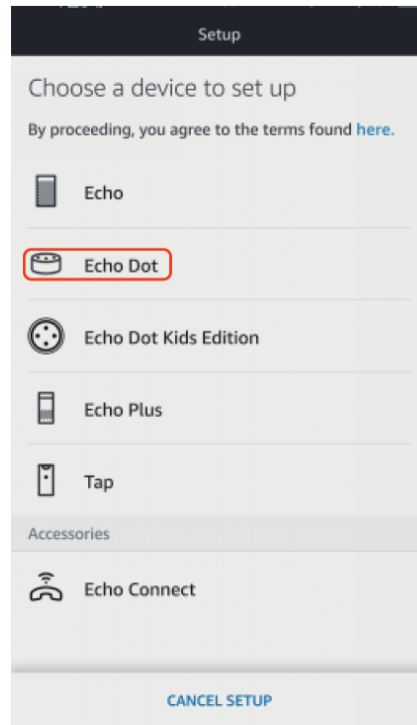 Setup
Choose a device to set up
By proceeding, you agree to the terms found here.
Echo
Echo Dot
Echo Dot Kids Edition
Echo Plus
Tap
Accessories
Echo Connect
CANCEL SETUP